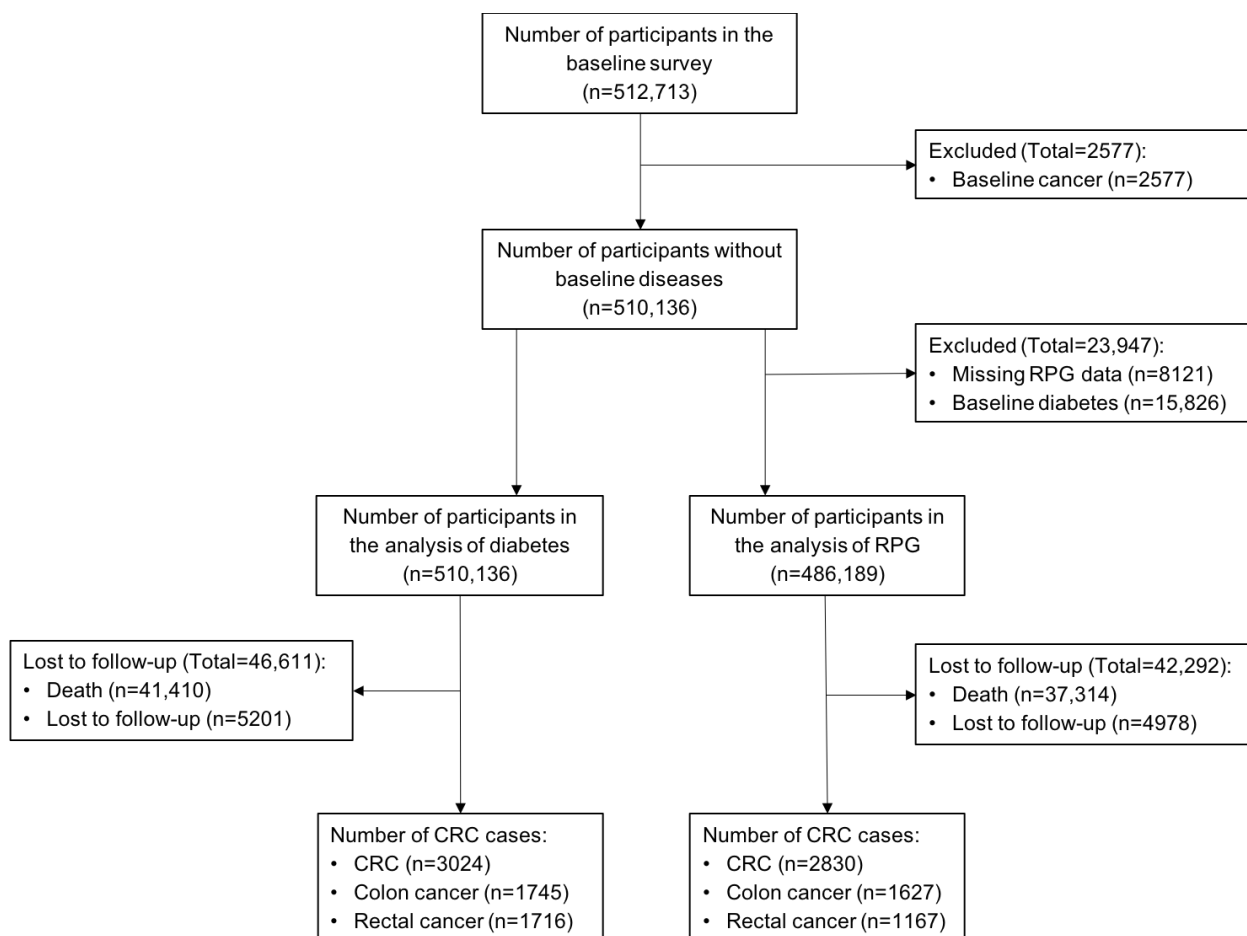 Number of participants in the
baseline survey
(n=512,713)
Excluded (Total=2577):
• Baseline cancer (n=2577)
Number of participants without
baseline diseases
(n=510,136)
Excluded (Total=23,947):
• Missing RPG data (n=8121)
• Baseline diabetes (n=15,826)
Number of participants in
the analysis of diabetes
(n=510,136)
Number of participants in
the analysis of RPG
(n=486,189)
Lost to follow-up (Total=46,611):
• Death (n=41,410)
• Lost to follow-up (n=5201)
Lost to follow-up (Total=42,292):
• Death (n=37,314)
• Lost to follow-up (n=4978)
Number of CRC cases:
• CRC (n=3024)
• Colon cancer (n=1745)
• Rectal cancer (n=1716)
Number of CRC cases:
• CRC (n=2830)
• Colon cancer (n=1627)
• Rectal cancer (n=1167)